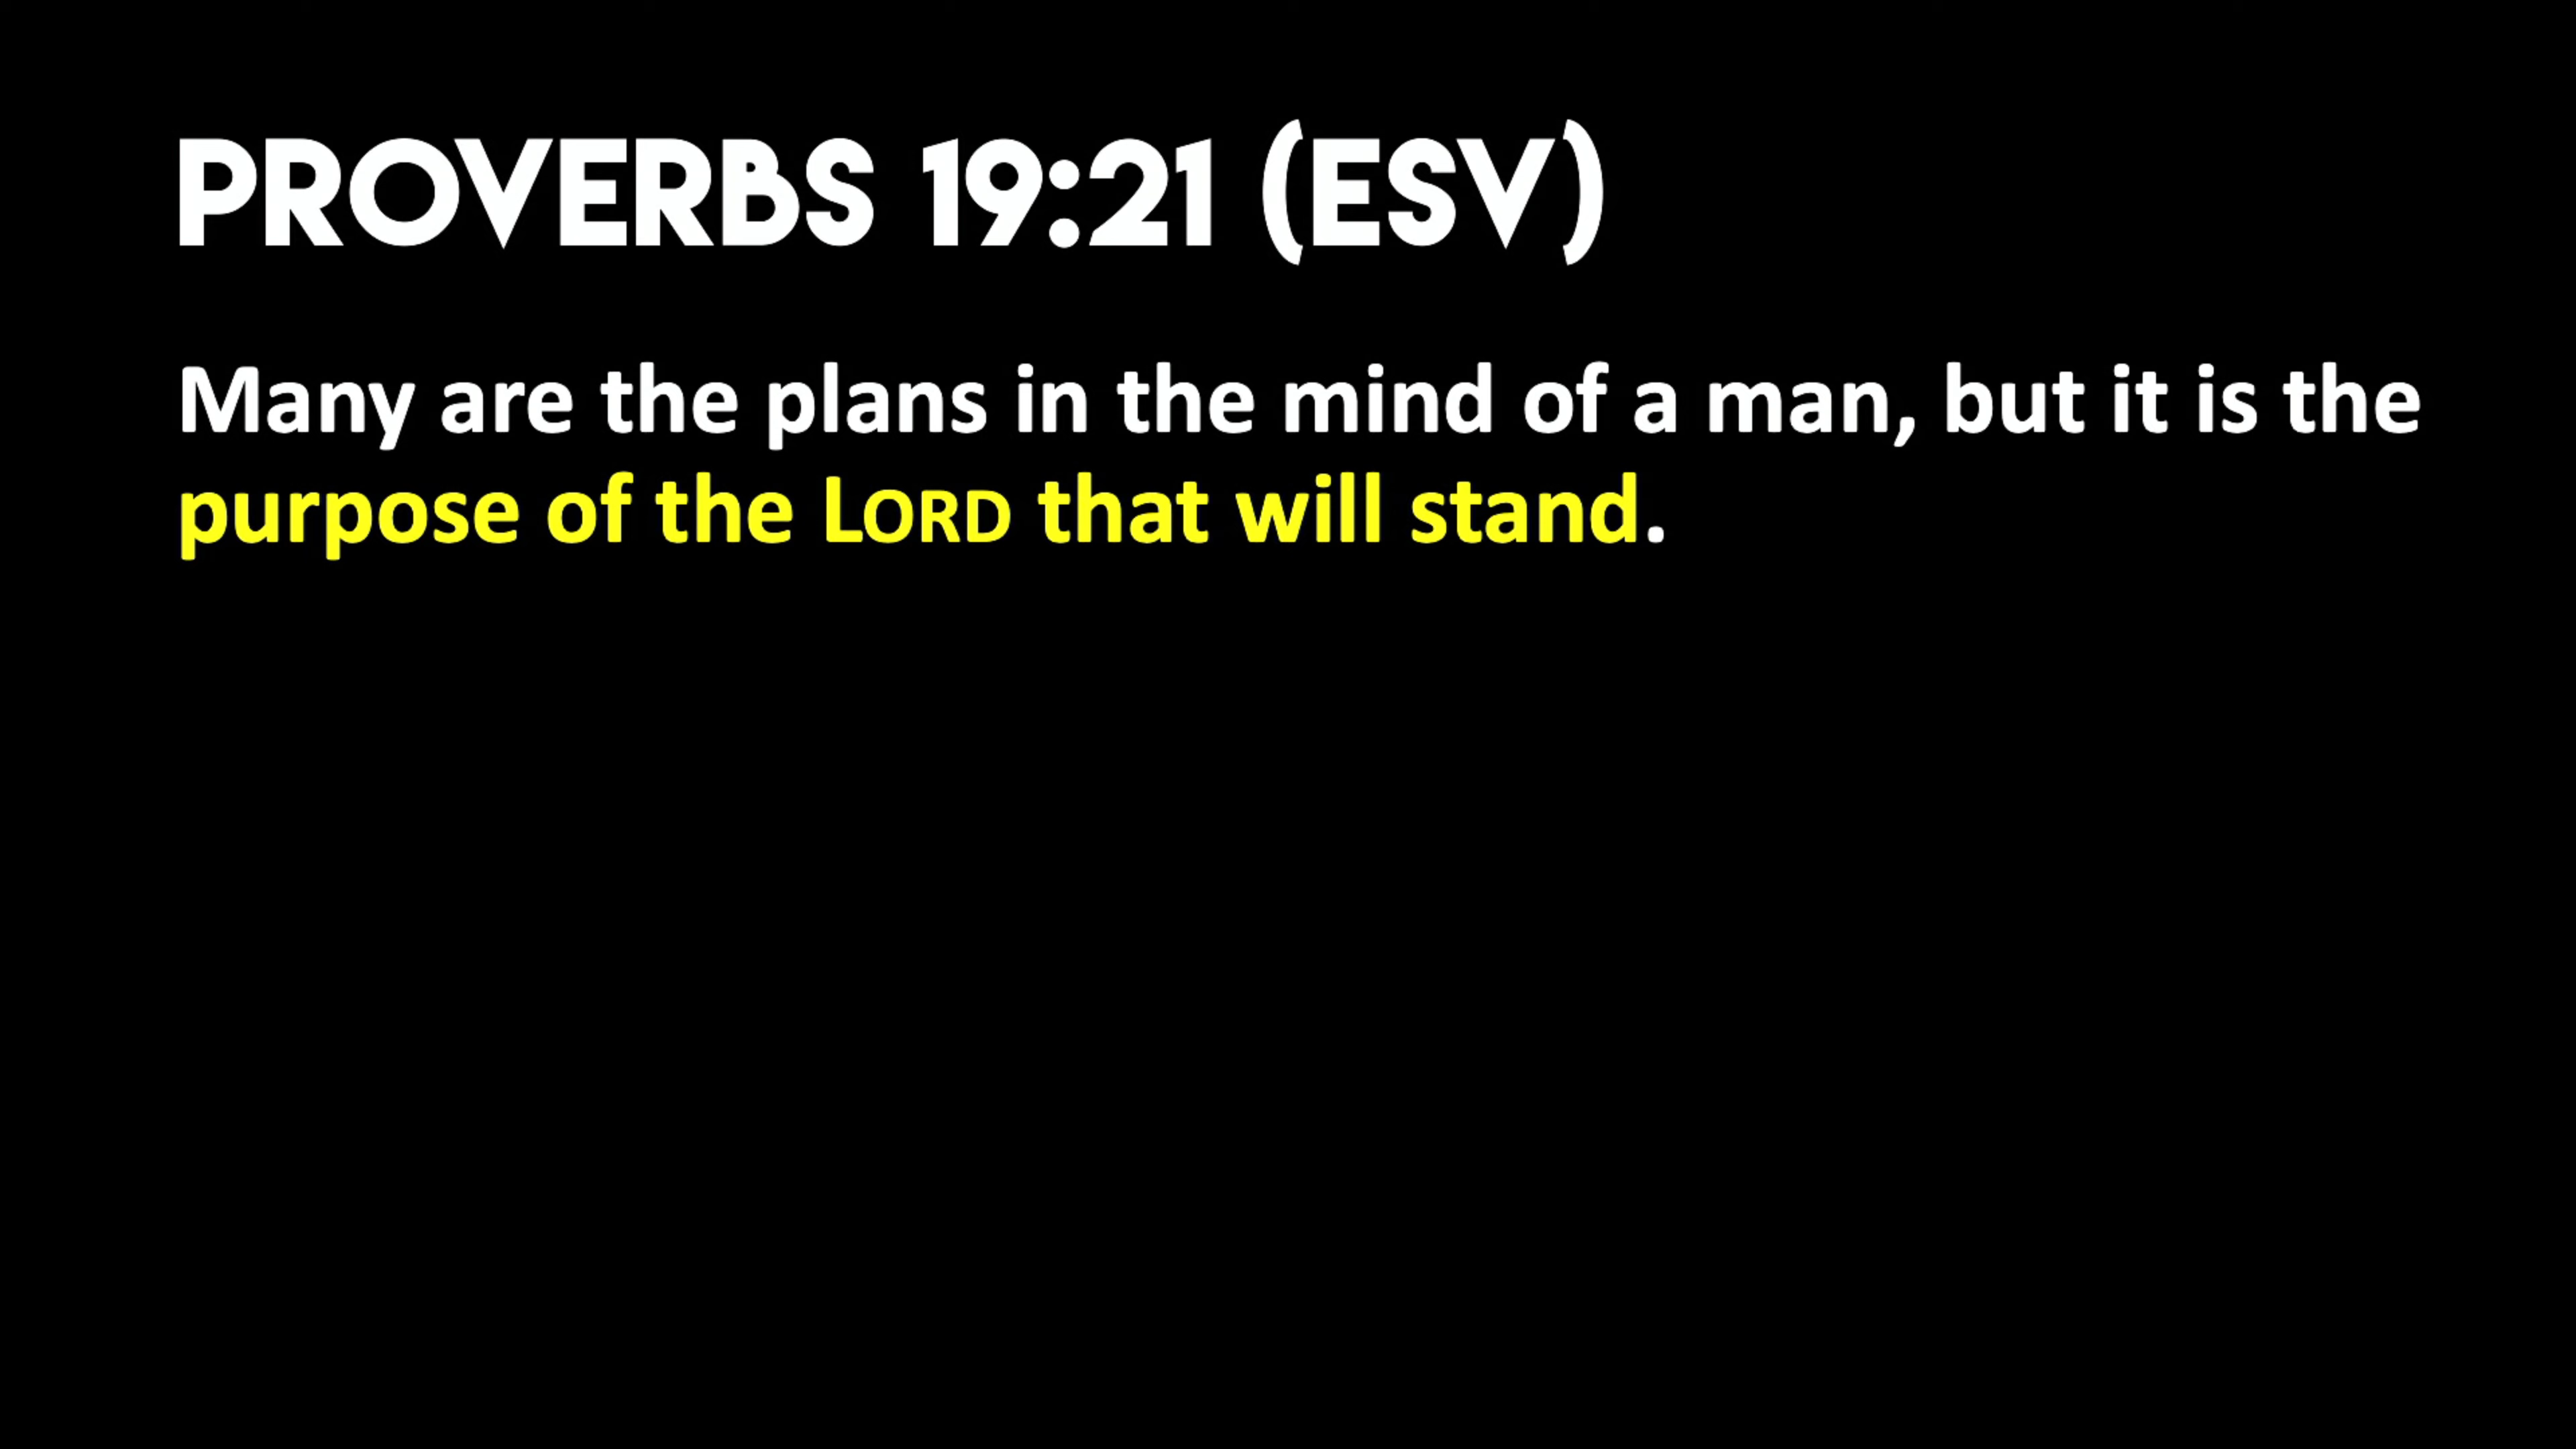 PROVERBS 19:21 (ESV)
Many are the plans in the mind of a man, but it is the
purpose of the LORD that will stand.